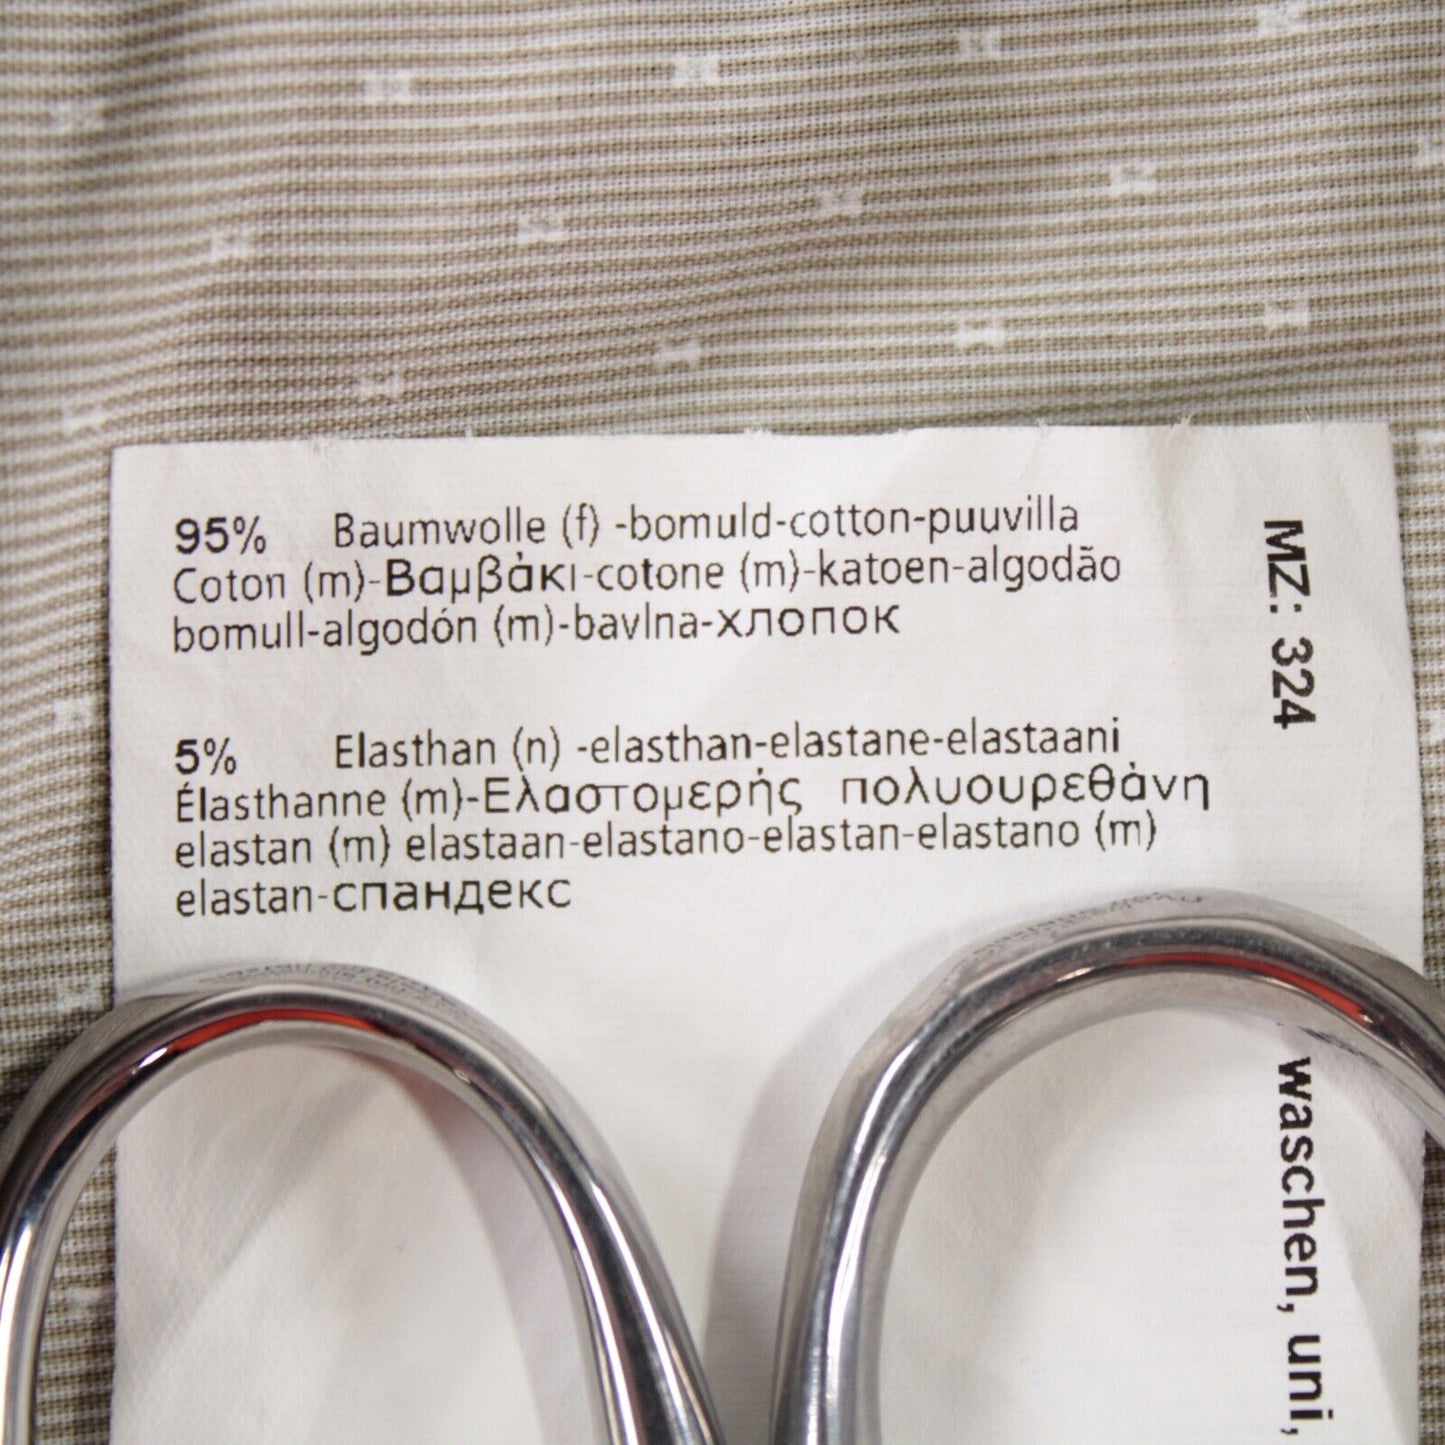 95% Baumwolle (f) -bomuld-cotton-puuvilla
Coton (m)-Βαμβάκι-cotone (m)-katoen-algodão
bomull-algodón (m)-bavlna-хлопок
5% Elasthan (n) -elasthan-elastane-elastaani
Élasthanne (m)-Ελαστομερής πολυουρεθάνη
elastan (m) elastaan-elastano-elastan-elastano (m)
elastan-спандекс
MZ: 324
waschen, uni,